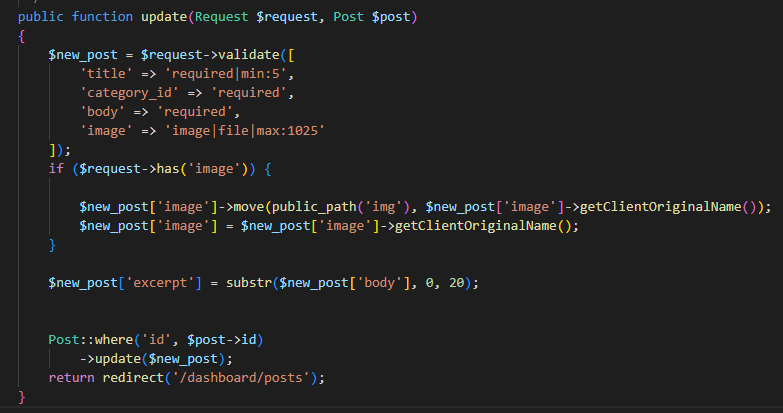 public function update(Request $request, Post $post)
{
    $new_post = $request->validate([
        'title' => 'required|min:5',
        'category_id' => 'required',
        'body' => 'required',
        'image' => 'image|file|max:1025'
    ]);
    if ($request->has('image')) {
        $new_post['image']->move(public_path('img'), $new_post['image']->getClientOriginalName());
        $new_post['image'] = $new_post['image']->getClientOriginalName();
    }
    $new_post['excerpt'] = substr($new_post['body'], 0, 20);
    Post::where('id', $post->id)
        ->update($new_post);
    return redirect('/dashboard/posts');
}